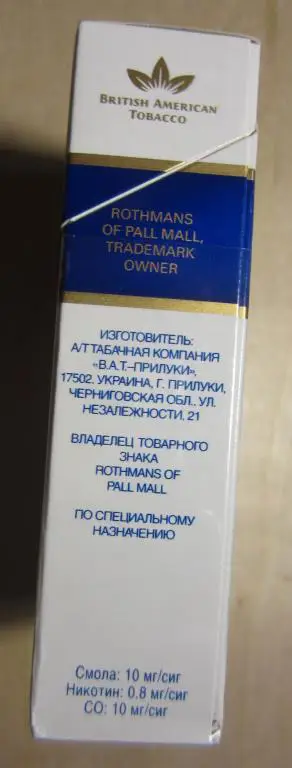 BRITISH AMERICAN
TOBACCO
ROTHMANS
OF PALL MALL,
TRADEMARK
OWNER
ИЗГОТОВИТЕЛЬ:
А/Т ТАБАЧНАЯ КОМПАНИЯ
«В.А.Т.–ПРИЛУКИ»,
17502, УКРАИНА, Г. ПРИЛУКИ,
ЧЕРНИГОВСКАЯ ОБЛ., УЛ.
НЕЗАЛЕЖНОСТИ, 21
ВЛАДЕЛЕЦ ТОВАРНОГО
ЗНАКА
ROTHMANS OF
PALL MALL
ПО СПЕЦИАЛЬНОМУ
НАЗНАЧЕНИЮ
Смола: 10 мг/сиг
Никотин: 0.8 мг/сиг
СО: 10 мг/сиг